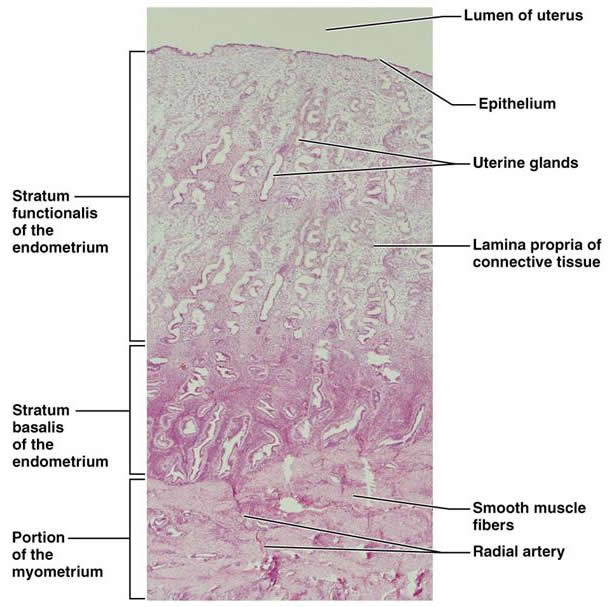 Lumen of uterus
Epithelium
Uterine glands
Stratum
functionalis
of the
endometrium
Lamina propria of
connective tissue
Stratum
basalis
of the
endometrium
Smooth muscle
fibers
Portion
of the
myometrium
Radial artery